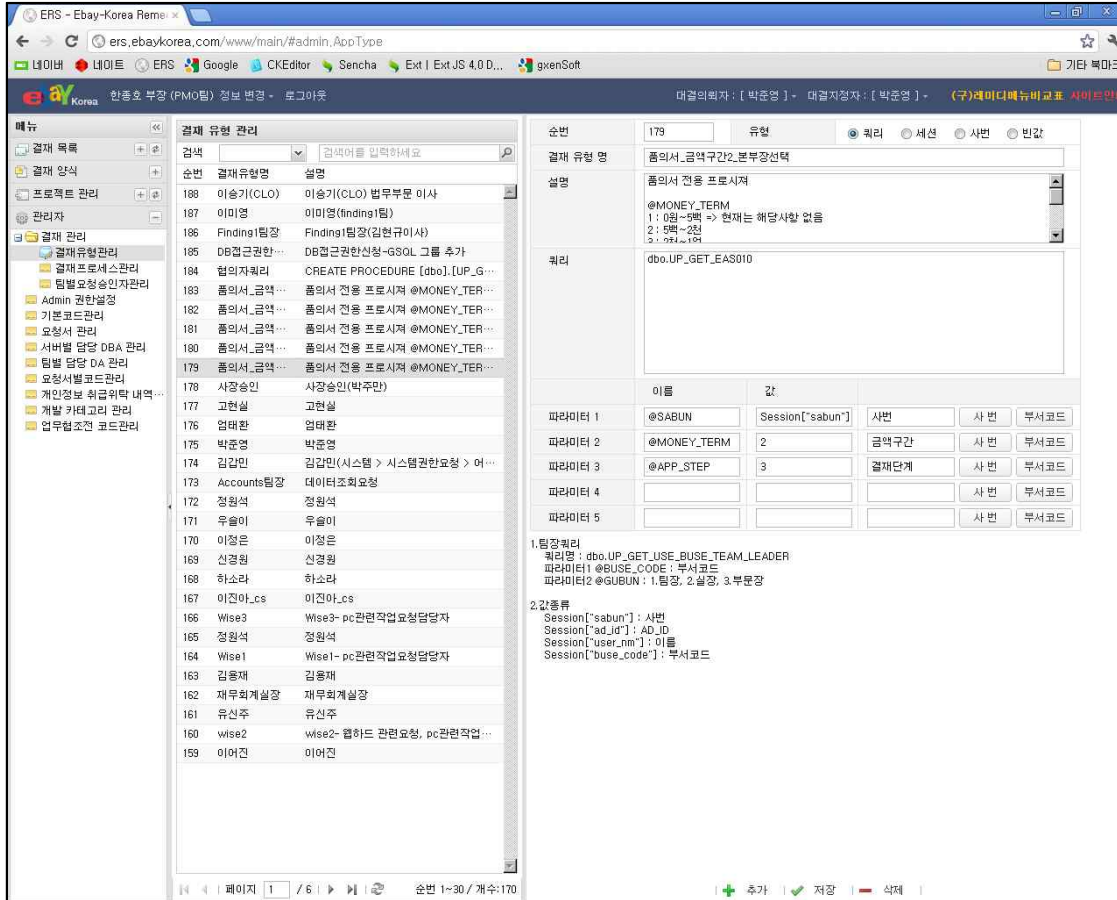 ERS - Ebay-Korea Reme
ers.ebaykorea.com/www/main/#admin.AppType
네이버 네이트 ERS Google CKEditor Sencha Ext | Ext JS 4.0 D... gxenSoft 기타 북마크
ebay Korea 한종호 부장 (PMO팀) 정보 변경 로그아웃 대결의뢰자 : [ 박준영 ] 대결지정자 : [ 박준영 ] (구)레미디메뉴비교표
메뉴
결재 목록
결재 양식
프로젝트 관리
관리자
결재 관리
결재유형관리
결재프로세스관리
팀별요청승인자관리
Admin 권한설정
기본코드관리
요청서 관리
서버별 담당 DBA 관리
팀별 담당 DA 관리
요청서별코드관리
개인정보 취급위탁 내역…
개발 카테고리 관리
업무협조전 코드관리
결재 유형 관리
검색 검색어를 입력하세요
순번 결재유형명 설명
188 이승기(CLO) 이승기(CLO) 법무부문 이사
187 이미영 이미영(finding1팀)
186 Finding1팀장 Finding1팀장(김현규이사)
185 DB접근권한… DB접근권한신청-GSQL 그룹 추가
184 협의자쿼리 CREATE PROCEDURE [dbo].[UP_G…
183 품의서_금액… 품의서 전용 프로시져 @MONEY_TER…
182 품의서_금액… 품의서 전용 프로시져 @MONEY_TER…
181 품의서_금액… 품의서 전용 프로시져 @MONEY_TER…
180 품의서_금액… 품의서 전용 프로시져 @MONEY_TER…
179 품의서_금액… 품의서 전용 프로시져 @MONEY_TER…
178 사장승인 사장승인(박주만)
177 고현실 고현실
176 엄태환 엄태환
175 박준영 박준영
174 김갑민 김갑민(시스템 > 시스템권한요청 > 어…
173 Accounts팀장 데이터조회요청
172 정원석 정원석
171 우슬이 우슬이
170 이정은 이정은
169 신경원 신경원
168 하소라 하소라
167 이진아_cs 이진아_cs
166 Wise3 Wise3- pc관련작업요청담당자
165 정원석 정원석
164 Wise1 Wise1- pc관련작업요청담당자
163 김용재 김용재
162 재무회계실장 재무회계실장
161 유신주 유신주
160 wise2 wise2- 웹하드 관련요청, pc관련작업…
159 이어진 이어진
페이지 1 / 6 순번 1~30 / 개수:170
순번 179 유형 쿼리 세션 사번 빈값
결재 유형 명 품의서_금액구간2_본부장선택
설명 품의서 전용 프로시져
@MONEY_TERM
1 : 0원~5백 => 현재는 해당사항 없음
2 : 5백~2천
3 : 2천~1억
쿼리 dbo.UP_GET_EAS010
이름 값
파라미터 1 @SABUN Session["sabun"] 사번 사 번 부서코드
파라미터 2 @MONEY_TERM 2 금액구간 사 번 부서코드
파라미터 3 @APP_STEP 3 결재단계 사 번 부서코드
파라미터 4 사 번 부서코드
파라미터 5 사 번 부서코드
1.팀장쿼리
쿼리명 : dbo.UP_GET_USE_BUSE_TEAM_LEADER
파라미터1 @BUSE_CODE : 부서코드
파라미터2 @GUBUN : 1.팀장, 2.실장, 3.부문장
2.값종류
Session["sabun"] : 사번
Session["ad_id"] : AD_ID
Session["user_nm"] : 이름
Session["buse_code"] : 부서코드
추가 저장 삭제